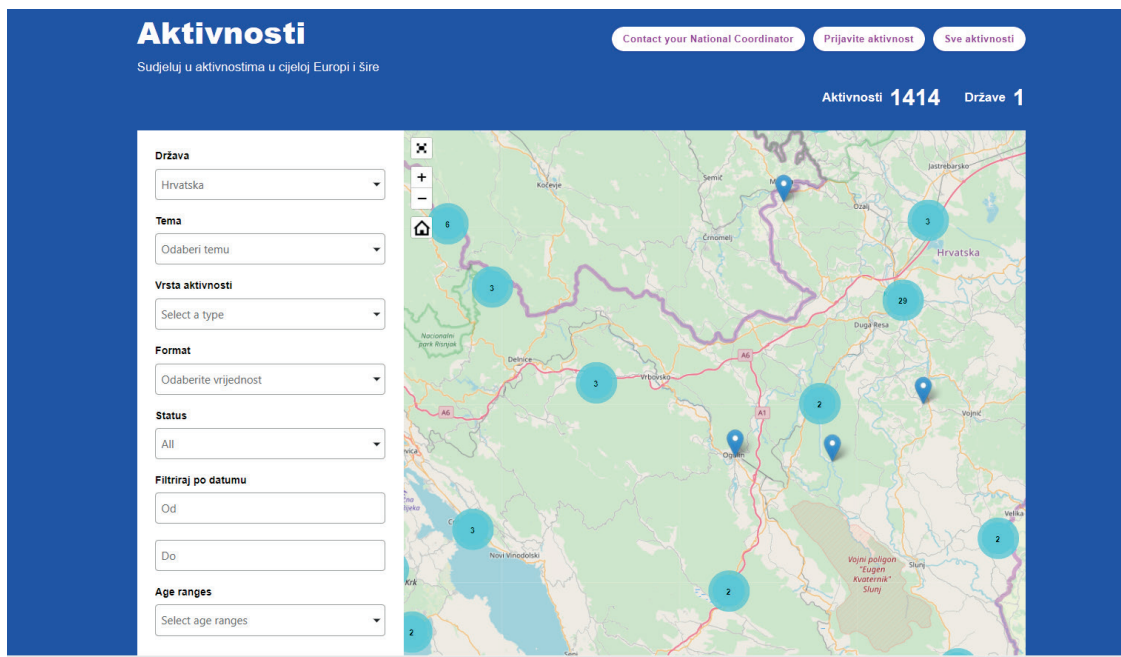 Aktivnosti
Contact your National Coordinator
Prijavite aktivnost
Sve aktivnosti
Sudjeluj u aktivnostima u cijeloj Europi i šire
Aktivnosti 1414
Države 1
Država
Hrvatska
Tema
Odaberi temu
Vrsta aktivnosti
Select a type
Format
Odaberite vrijednost
Status
All
Filtriraj po datumu
Od
Do
Age ranges
Select age ranges
+
−
Kočevje
Semič
Jastrebarsko
Ozalj
6
Črnomelj
3
Hrvatska
3
29
Duga Resa
Nacionalni
park Risnjak
Delnice
A6
3
Vrbovsko
2
A6
A1
Vojnić
3
Novi Vinodolski
Velika
2
Vojni poligon
"Eugen
Kvaternik"
Slunj
Slunj
Krk
2
2